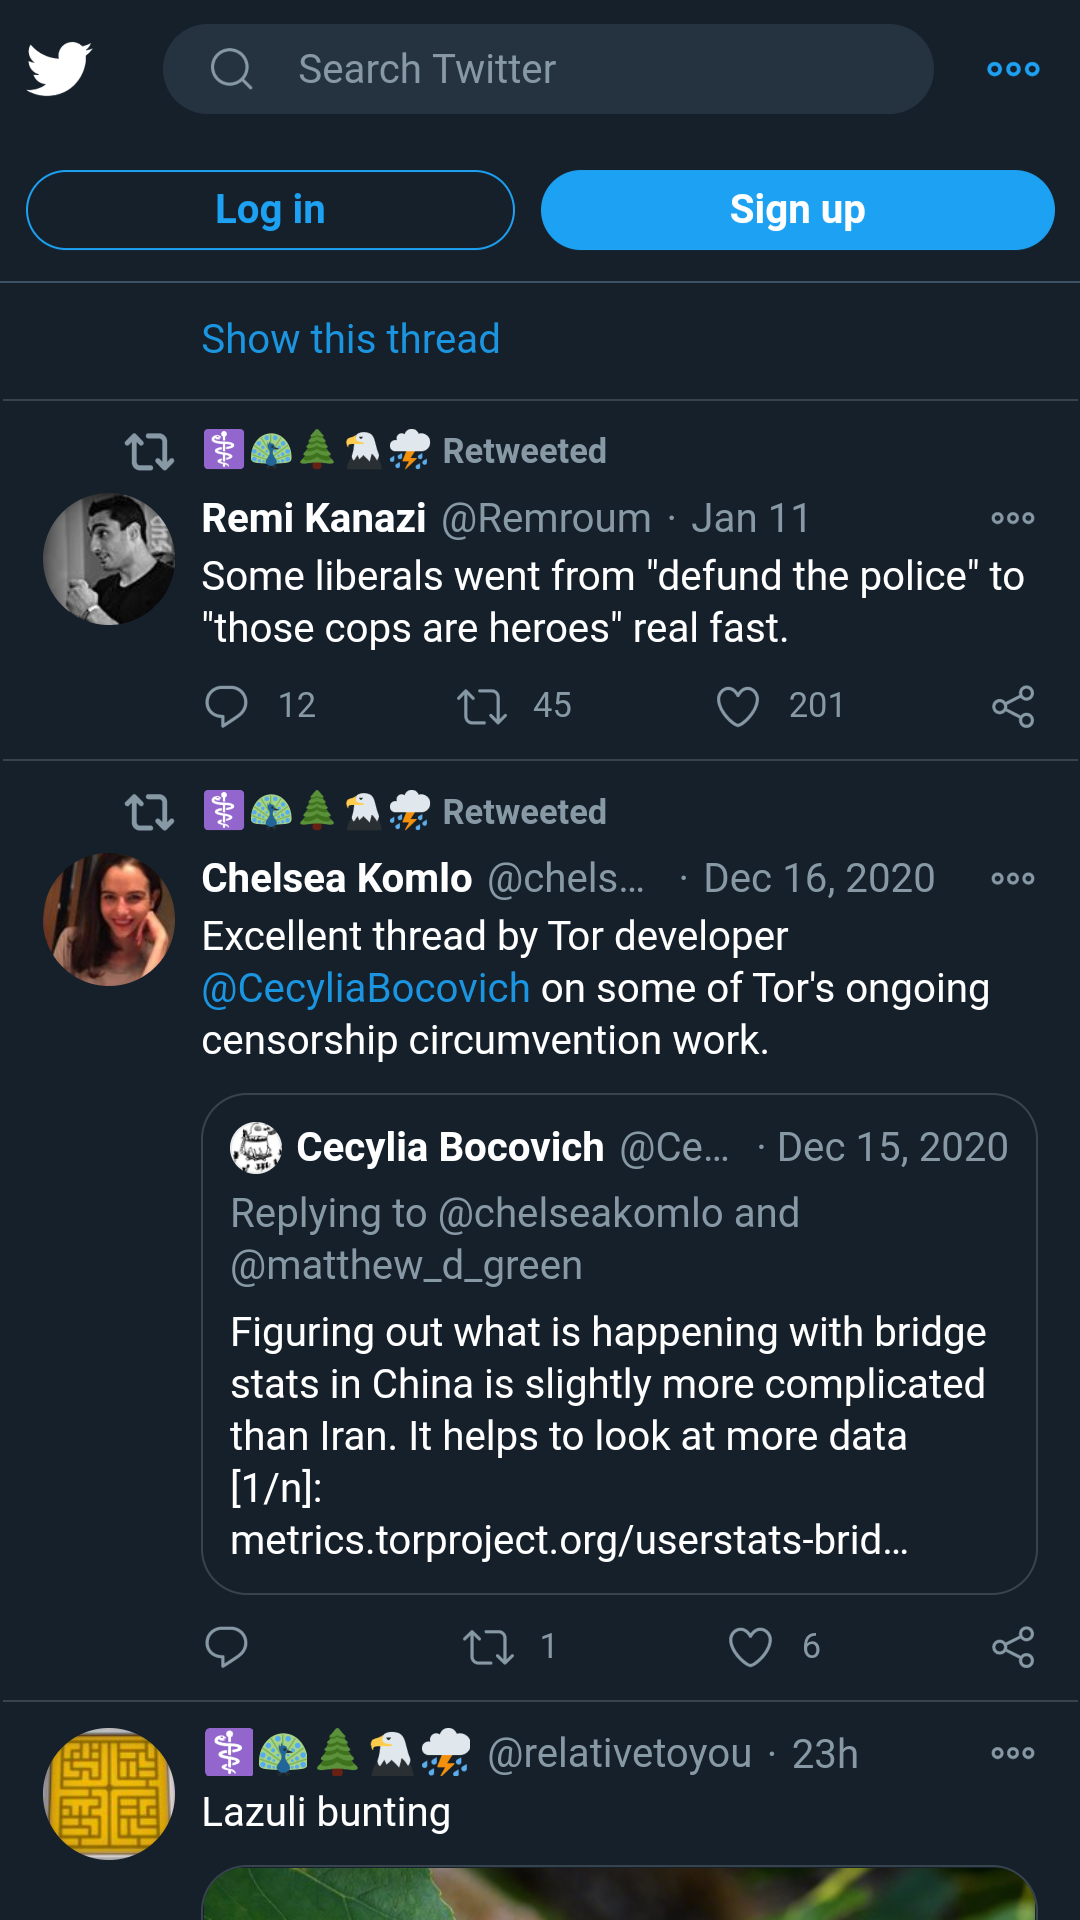 Search Twitter
Log in
Sign up
Show this thread
Retweeted
Remi Kanazi @Remroum · Jan 11
Some liberals went from "defund the police" to
"those cops are heroes" real fast.
12 45 201
Retweeted
Chelsea Komlo @chels... · Dec 16, 2020
Excellent thread by Tor developer
@CecyliaBocovich on some of Tor's ongoing
censorship circumvention work.
Cecylia Bocovich @Ce... · Dec 15, 2020
Replying to @chelseakomlo and
@matthew_d_green
Figuring out what is happening with bridge
stats in China is slightly more complicated
than Iran. It helps to look at more data
[1/n]:
metrics.torproject.org/userstats-brid...
1 6
@relativetoyou · 23h
Lazuli bunting